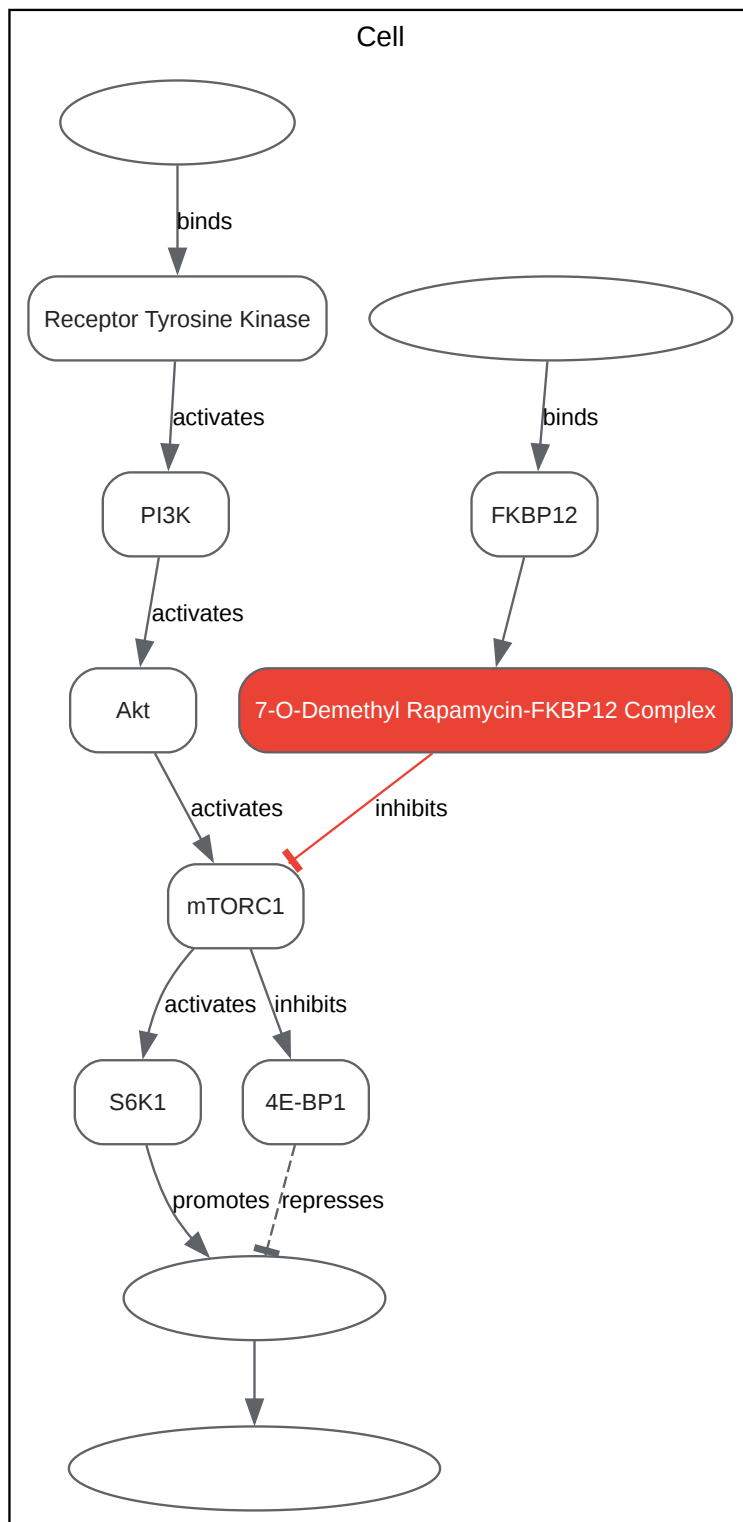 Cell
binds
Receptor Tyrosine Kinase
activates
binds
PI3K
FKBP12
activates
Akt
7-O-Demethyl Rapamycin-FKBP12 Complex
activates
inhibits
mTORC1
activates
inhibits
S6K1
4E-BP1
promotes
represses